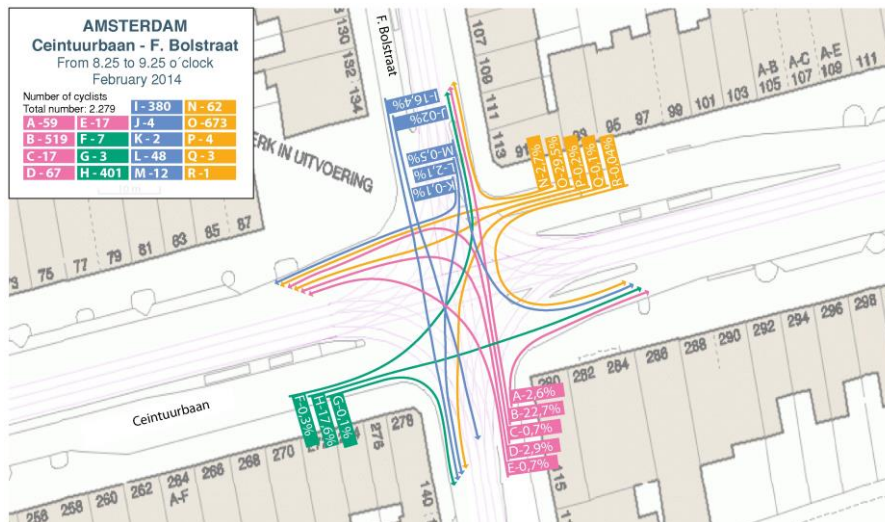 AMSTERDAM
Ceintuurbaan - F. Bolstraat
From 8.25 to 9.25 o´clock
February 2014
Number of cyclists
Total number: 2.279
A -59
E -17
I -380
N - 62
B - 519
F - 7
J -4
O -673
C -17
G - 3
K - 2
P - 4
D - 67
H - 401
L - 48
Q - 3
M -12
R -1
F. Bolstraat
130
132
134
107
109
111
113
91
93
95
97
99
101
103
A-B
105
A-C
107
A-E
109
111
ERK IN UITVOERING
I-16,4%
J-02%
M-0.5%
L-2,1%
K-0,1%
N-2,7%
O-29,5%
P-0,2%
Q-0,1%
R-0.04%
73
75
77
79
81
83
85
87
Ceintuurbaan
F-0,3%
H-17,6%
G-0,1%
A-2,6%
B-22,7%
C-0,7%
D-2,9%
E-0,7%
280
282
284
286
288
290
292
294
296
298
256
258
260
262
264
A-F
266
268
270
276
278
140
115